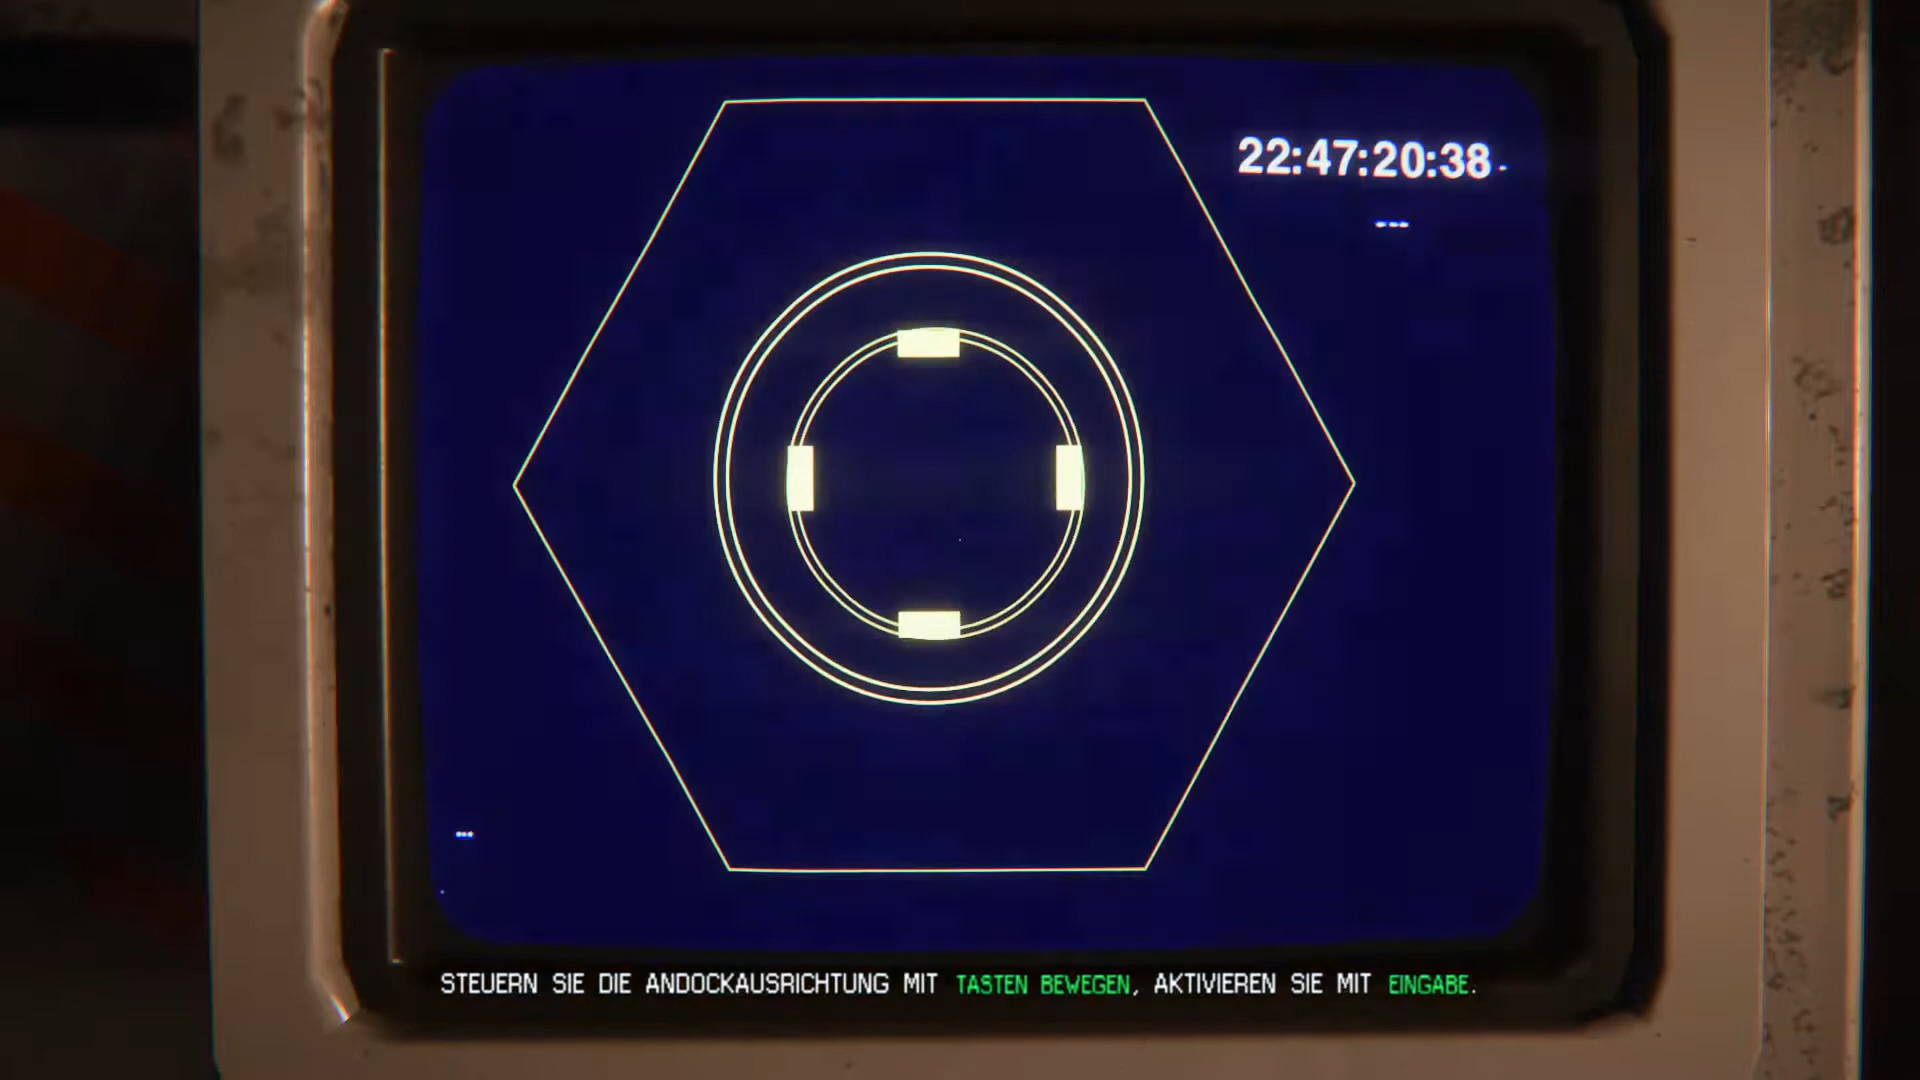 22:47:20:38
STEUERN SIE DIE ANDOCKAUSRICHTUNG MIT TASTEN BEWEGEN, AKTIVIEREN SIE MIT EINGABE.